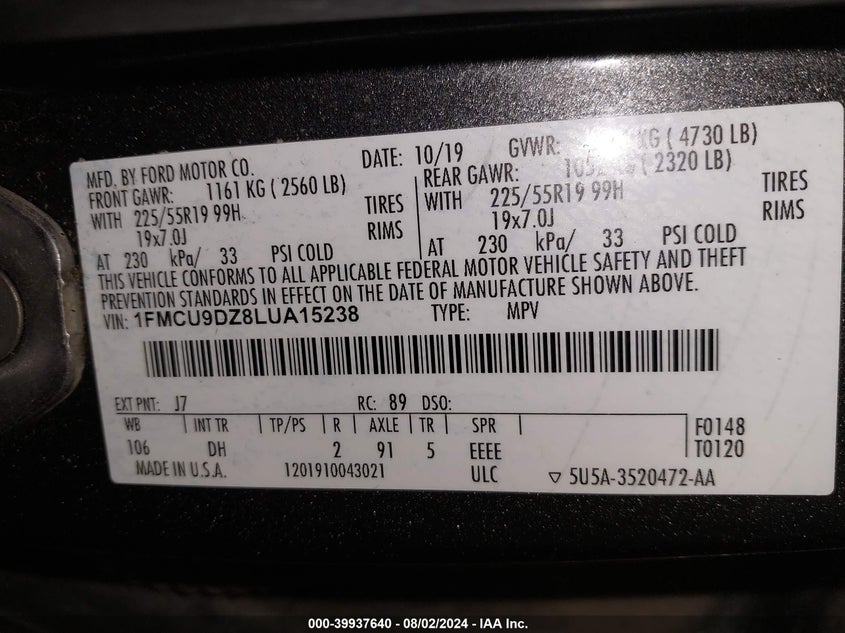 MFD. BY FORD MOTOR CO. DATE: 10/19 GVWR: KG ( 4730 LB)
FRONT GAWR: 1161 KG ( 2560 LB) REAR GAWR: ( 2320 LB)
WITH 225/55R19 99H TIRES WITH 225/55R19 99H TIRES
19x7.0J RIMS 19x7.0J RIMS
AT 230 kPa/ 33 PSI COLD AT 230 kPa/ 33 PSI COLD
THIS VEHICLE CONFORMS TO ALL APPLICABLE FEDERAL MOTOR VEHICLE SAFETY AND THEFT
PREVENTION STANDARDS IN EFFECT ON THE DATE OF MANUFACTURE SHOWN ABOVE.
VIN: 1FMCU9DZ8LUA15238 TYPE: MPV
EXT PNT: J7 RC: 89 DSO:
WB INT TR TP/PS R AXLE TR SPR F0148
106 DH 2 91 5 EEEE T0120
MADE IN U.S.A. 1201910043021 ULC ▽ 5U5A-3520472-AA
000-39937640 - 08/02/2024 - IAA Inc.